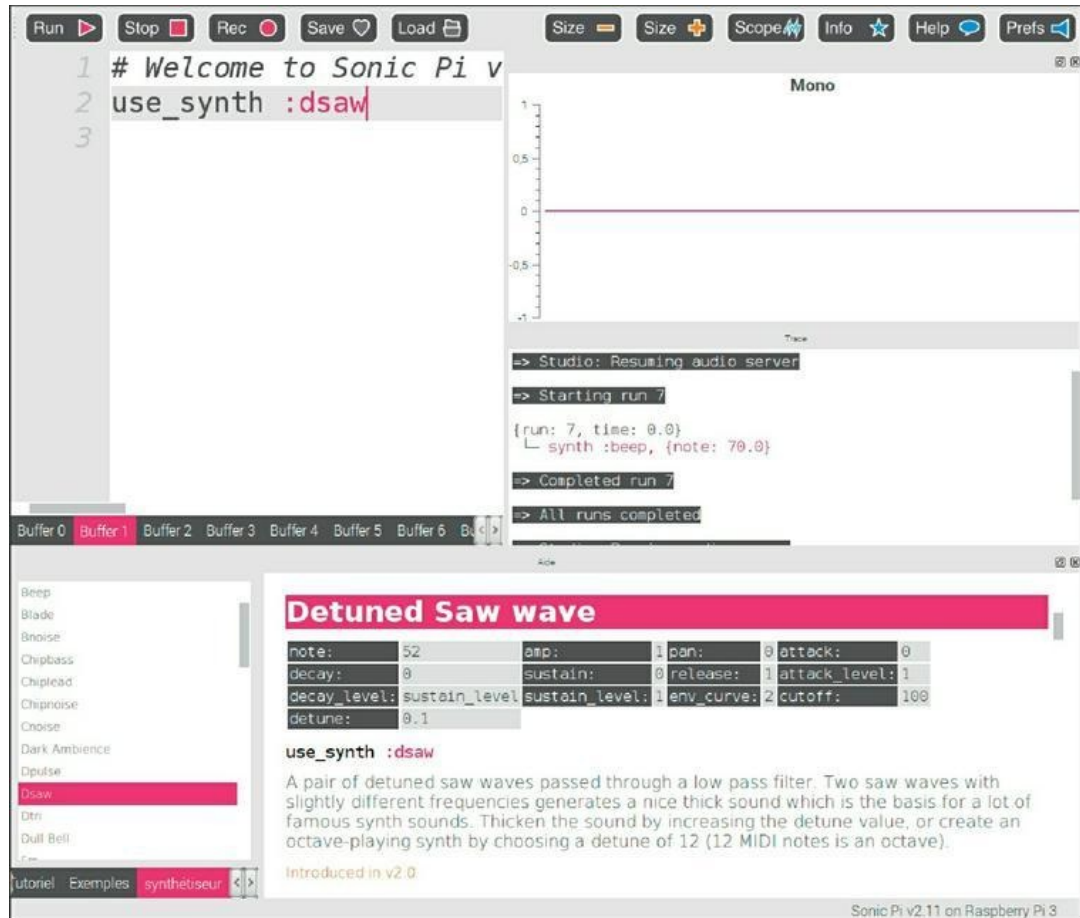 Run Stop Rec Save Load Size Size Scope Info Help Prefs
1 # Welcome to Sonic Pi v
2 use_synth :dsaw
3
Mono
1
0,5
0
-0,5
-1
Trace
=> Studio: Resuming audio server
=> Starting run 7
{run: 7, time: 0.0}
synth :beep, {note: 70.0}
=> Completed run 7
=> All runs completed
Buffer 0 Buffer 1 Buffer 2 Buffer 3 Buffer 4 Buffer 5 Buffer 6
Aide
Beep
Blade
Bnoise
Chipbass
Chiplead
Chipnoise
Cnoise
Dark Ambience
Dpulse
Dsaw
Dtri
Dull Bell
utoriel Exemples synthétiseur
Detuned Saw wave
note: 52 amp: 1 pan: 0 attack: 0
decay: 0 sustain: 0 release: 1 attack_level: 1
decay_level: sustain_level sustain_level: 1 env_curve: 2 cutoff: 100
detune: 0.1
use_synth :dsaw
A pair of detuned saw waves passed through a low pass filter. Two saw waves with
slightly different frequencies generates a nice thick sound which is the basis for a lot of
famous synth sounds. Thicken the sound by increasing the detune value, or create an
octave-playing synth by choosing a detune of 12 (12 MIDI notes is an octave).
Introduced in v2.0
Sonic Pi v2.11 on Raspberry Pi 3